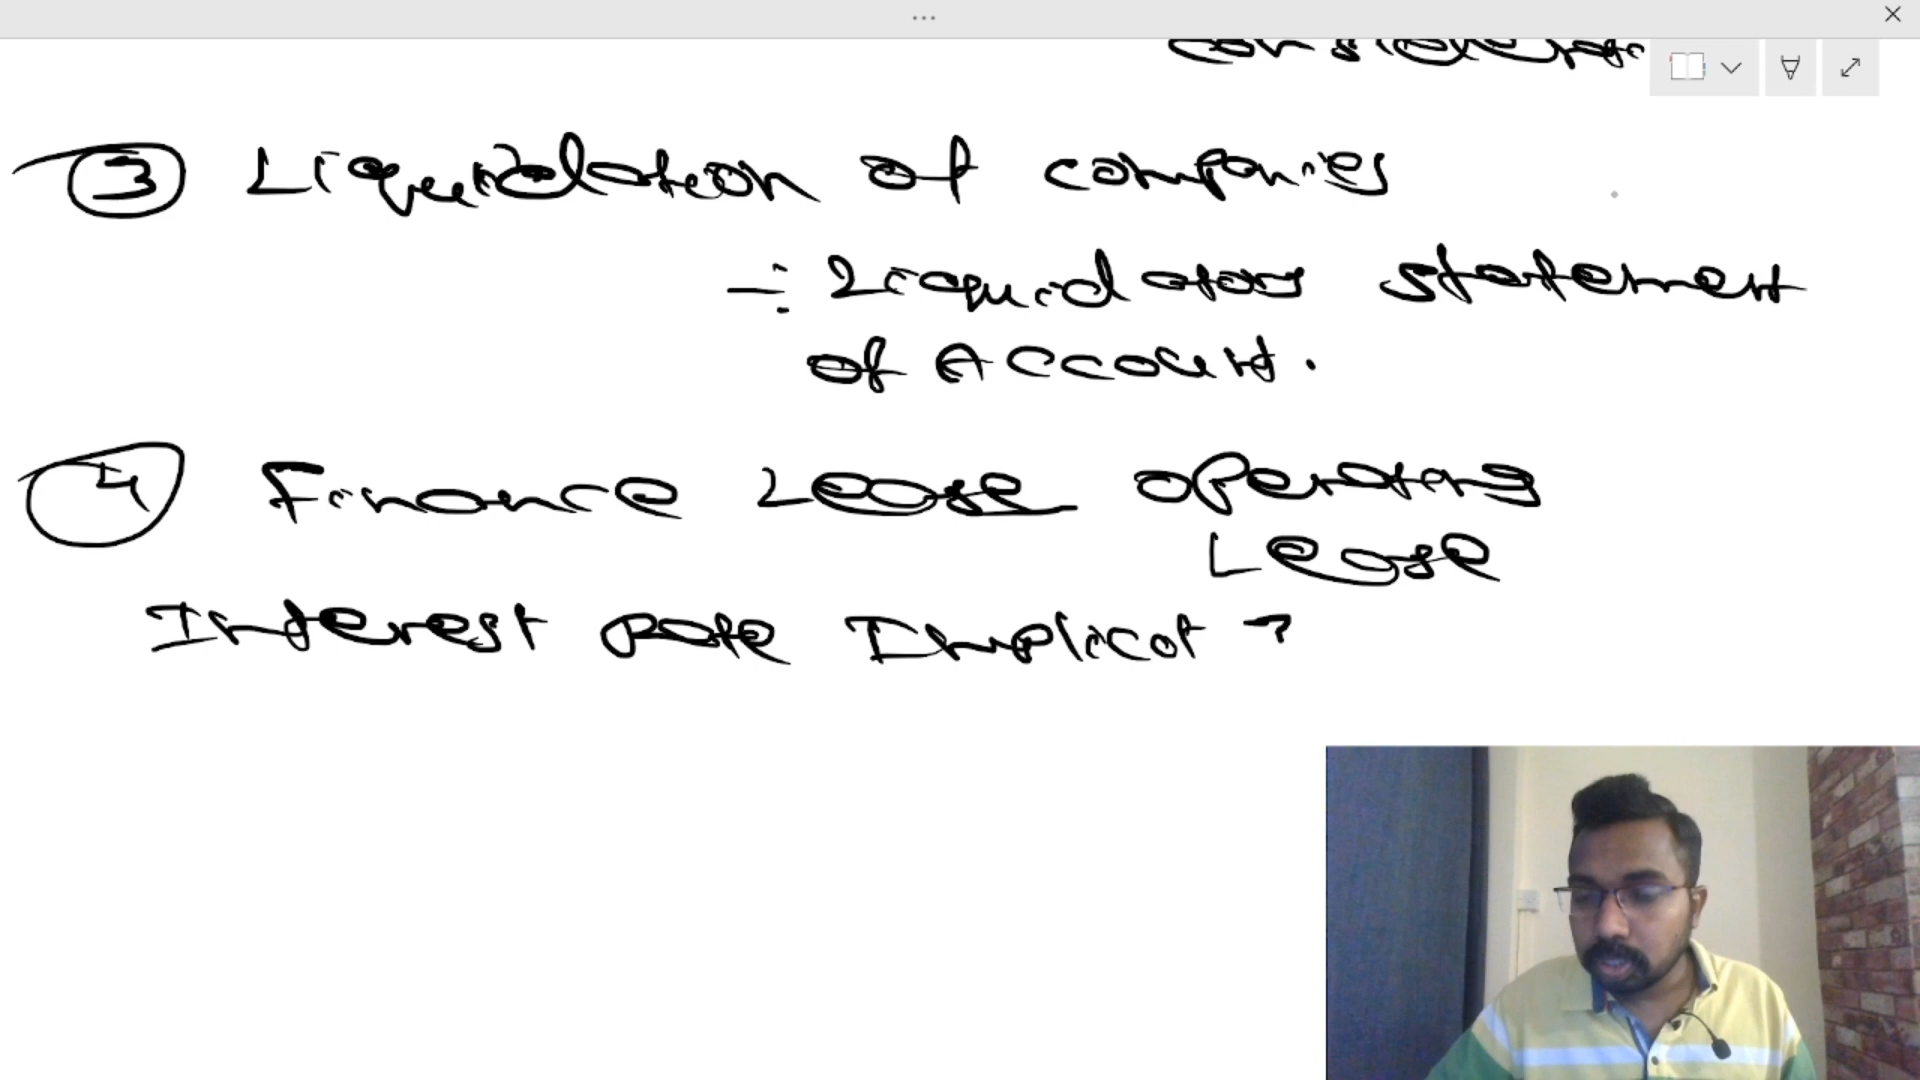 ③ Liquidation of companies
÷ Liquidators statement
of Account.
④ Finance Lease operating
Lease
Interest Rate Implicit ?